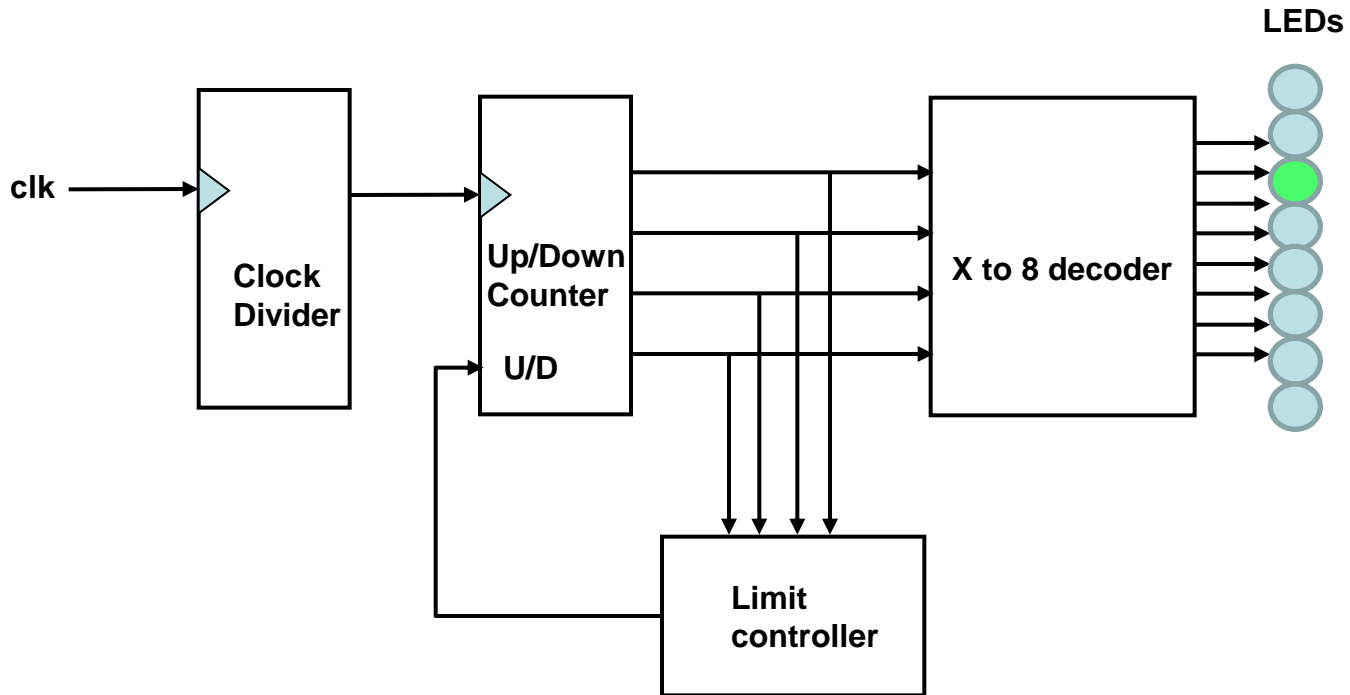 LEDs
clk
Clock
Divider
Up/Down
Counter
U/D
X to 8 decoder
Limit
controller